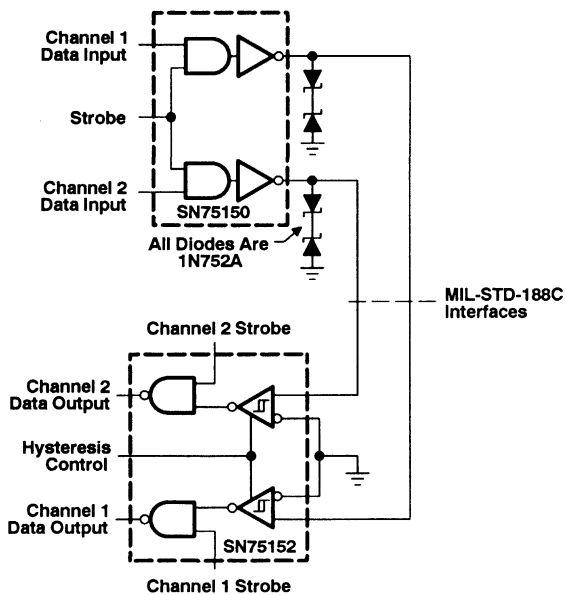 Channel 1
Data Input
Strobe
Channel 2
Data Input
SN75150
All Diodes Are
1N752A
MIL-STD-188C
Interfaces
Channel 2 Strobe
Channel 2
Data Output
Hysteresis
Control
Channel 1
Data Output
SN75152
Channel 1 Strobe